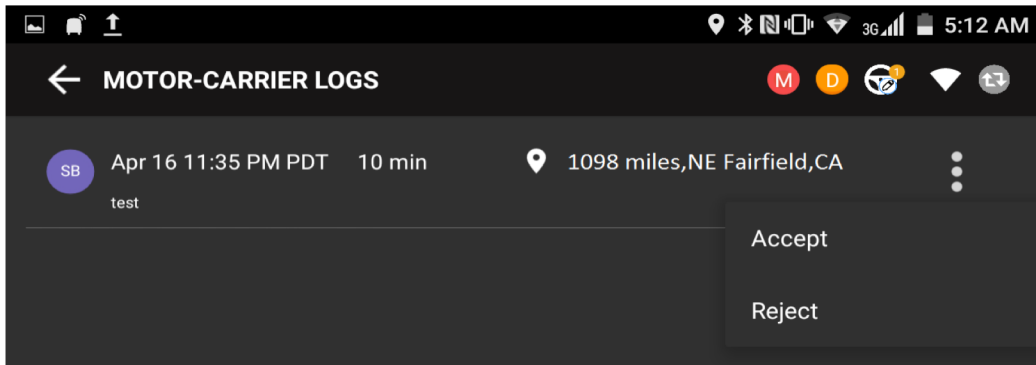 3G 5:12 AM
MOTOR-CARRIER LOGS M D 1
SB Apr 16 11:35 PM PDT 10 min 1098 miles,NE Fairfield,CA
test
Accept
Reject